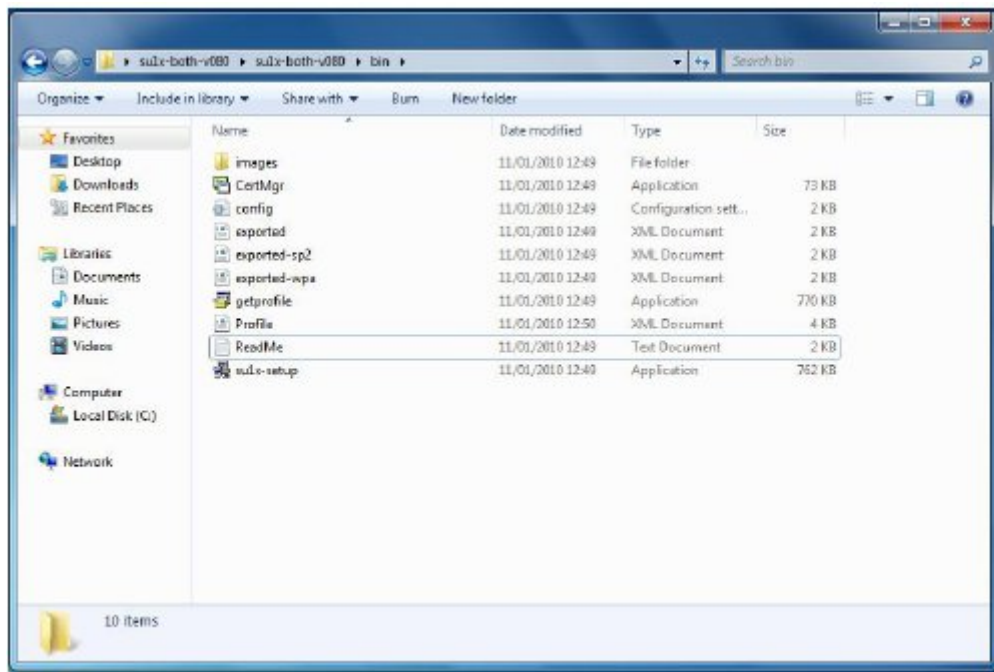 su1x-both-v080 su1x-both-v080 bin Search bin
Organize Include in library Share with Burn New folder
Favorites
Desktop
Downloads
Recent Places
Libraries
Documents
Music
Pictures
Videos
Computer
Local Disk (C:)
Network
Name Date modified Type Size
images 11/01/2010 12:49 File folder
CertMgr 11/01/2010 12:49 Application 73 KB
config 11/01/2010 12:49 Configuration sett... 2 KB
exported 11/01/2010 12:49 XML Document 2 KB
exported-sp2 11/01/2010 12:49 XML Document 2 KB
exported-wpa 11/01/2010 12:49 XML Document 2 KB
getprofile 11/01/2010 12:49 Application 770 KB
Profile 11/01/2010 12:50 XML Document 4 KB
ReadMe 11/01/2010 12:49 Text Document 2 KB
su1x-setup 11/01/2010 12:49 Application 762 KB
10 items